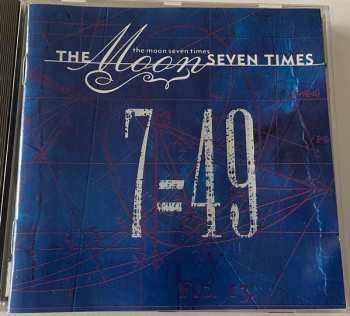 the moon seven times
THE Moon SEVEN TIMES
7=49